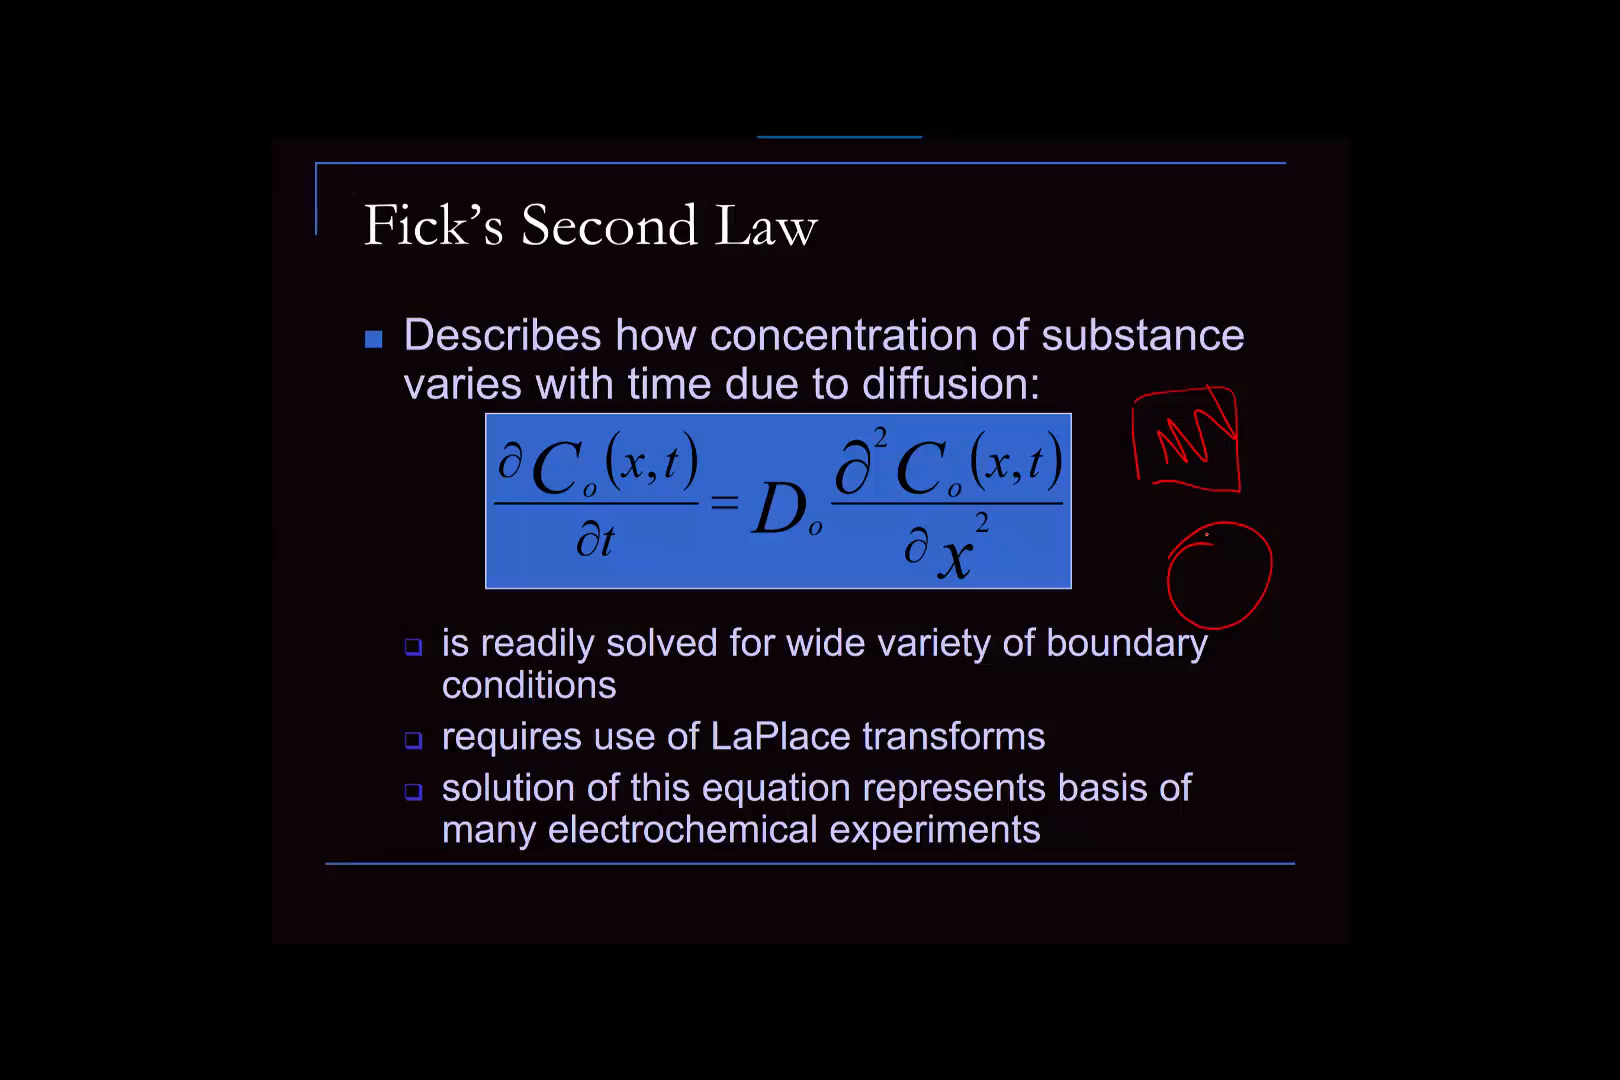 Fick's Second Law
Describes how concentration of substance
varies with time due to diffusion:
∂C_o(x,t)/∂t = D_o ∂²C_o(x,t)/∂x²
is readily solved for wide variety of boundary
conditions
requires use of LaPlace transforms
solution of this equation represents basis of
many electrochemical experiments